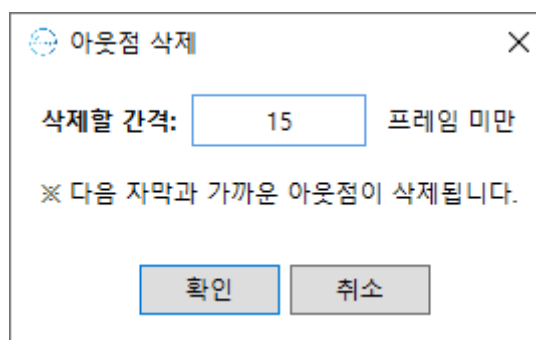 아웃점 삭제
삭제할 간격: 15 프레임 미만
※ 다음 자막과 가까운 아웃점이 삭제됩니다.
확인 취소